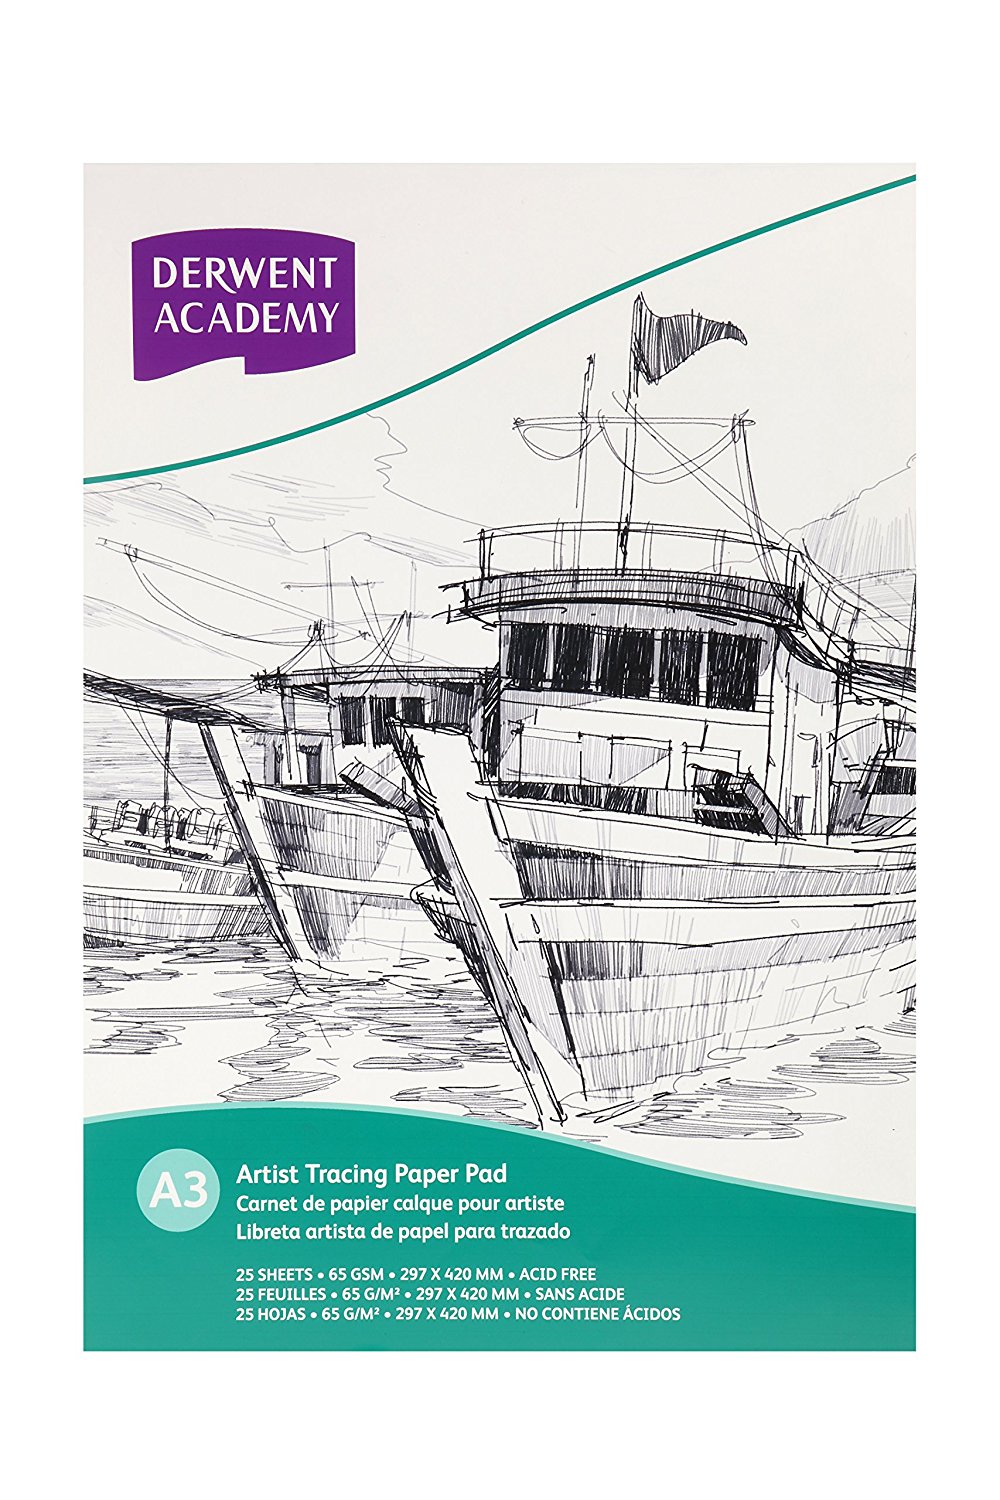 DERWENT
ACADEMY
A3
Artist Tracing Paper Pad
Carnet de papier calque pour artiste
Libreta artista de papel para trazado
25 SHEETS • 65 GSM • 297 X 420 MM • ACID FREE
25 FEUILLES • 65 G/M² • 297 X 420 MM • SANS ACIDE
25 HOJAS • 65 G/M² • 297 X 420 MM • NO CONTIENE ÁCIDOS